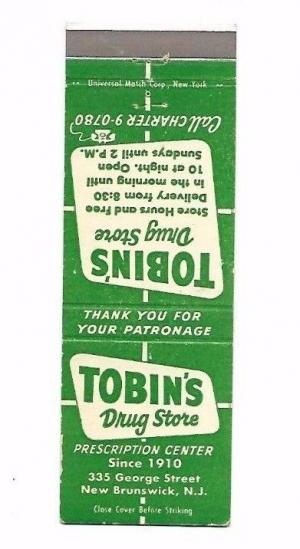 Universal Match Corp., New York
Call CHARTER 9-0780
Sundays until 2 P.M.
10 at night. Open
in the morning until
Delivery from 8:30
Store Hours and Free
Drug Store
TOBIN'S
THANK YOU FOR
YOUR PATRONAGE
TOBIN'S
Drug Store
PRESCRIPTION CENTER
Since 1910
335 George Street
New Brunswick, N.J.
Close Cover Before Striking